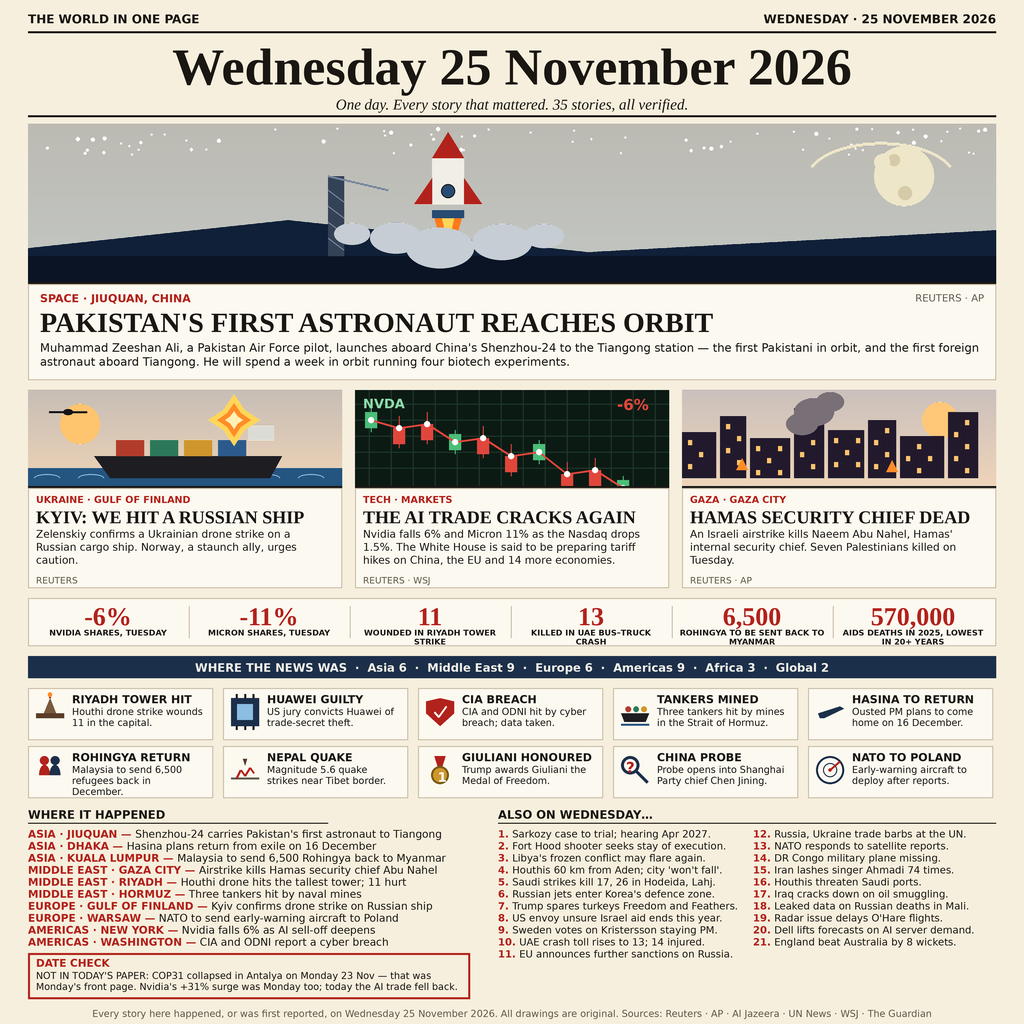 THE WORLD IN ONE PAGE
WEDNESDAY · 25 NOVEMBER 2026
Wednesday 25 November 2026
One day. Every story that mattered. 35 stories, all verified.
SPACE · JIUQUAN, CHINA
REUTERS · AP
PAKISTAN'S FIRST ASTRONAUT REACHES ORBIT
Muhammad Zeeshan Ali, a Pakistan Air Force pilot, launches aboard China's Shenzhou-24 to the Tiangong station — the first Pakistani in orbit, and the first foreign
astronaut aboard Tiangong. He will spend a week in orbit running four biotech experiments.
UKRAINE · GULF OF FINLAND
KYIV: WE HIT A RUSSIAN SHIP
Zelenskiy confirms a Ukrainian drone strike on a
Russian cargo ship. Norway, a staunch ally, urges
caution.
REUTERS
NVDA
-6%
TECH · MARKETS
THE AI TRADE CRACKS AGAIN
Nvidia falls 6% and Micron 11% as the Nasdaq drops
1.5%. The White House is said to be preparing tariff
hikes on China, the EU and 14 more economies.
REUTERS · WSJ
GAZA · GAZA CITY
HAMAS SECURITY CHIEF DEAD
An Israeli airstrike kills Naeem Abu Nahel, Hamas'
internal security chief. Seven Palestinians killed on
Tuesday.
REUTERS · AP
-6%
NVIDIA SHARES, TUESDAY
-11%
MICRON SHARES, TUESDAY
11
WOUNDED IN RIYADH TOWER
STRIKE
13
KILLED IN UAE BUS–TRUCK
CRASH
6,500
ROHINGYA TO BE SENT BACK TO
MYANMAR
570,000
AIDS DEATHS IN 2025, LOWEST
IN 20+ YEARS
WHERE THE NEWS WAS · Asia 6 · Middle East 9 · Europe 6 · Americas 9 · Africa 3 · Global 2
RIYADH TOWER HIT
Houthi drone strike wounds
11 in the capital.
HUAWEI GUILTY
US jury convicts Huawei of
trade-secret theft.
CIA BREACH
CIA and ODNI hit by cyber
breach; data taken.
TANKERS MINED
Three tankers hit by mines
in the Strait of Hormuz.
HASINA TO RETURN
Ousted PM plans to come
home on 16 December.
ROHINGYA RETURN
Malaysia to send 6,500
refugees back in
December.
NEPAL QUAKE
Magnitude 5.6 quake
strikes near Tibet border.
1
GIULIANI HONOURED
Trump awards Giuliani the
Medal of Freedom.
?
CHINA PROBE
Probe opens into Shanghai
Party chief Chen Jining.
NATO TO POLAND
Early-warning aircraft to
deploy after reports.
WHERE IT HAPPENED
ASIA · JIUQUAN — Shenzhou-24 carries Pakistan's first astronaut to Tiangong
ASIA · DHAKA — Hasina plans return from exile on 16 December
ASIA · KUALA LUMPUR — Malaysia to send 6,500 Rohingya back to Myanmar
MIDDLE EAST · GAZA CITY — Airstrike kills Hamas security chief Abu Nahel
MIDDLE EAST · RIYADH — Houthi drone hits the tallest tower; 11 hurt
MIDDLE EAST · HORMUZ — Three tankers hit by naval mines
EUROPE · GULF OF FINLAND — Kyiv confirms drone strike on Russian ship
EUROPE · WARSAW — NATO to send early-warning aircraft to Poland
AMERICAS · NEW YORK — Nvidia falls 6% as AI sell-off deepens
AMERICAS · WASHINGTON — CIA and ODNI report a cyber breach
DATE CHECK
NOT IN TODAY'S PAPER: COP31 collapsed in Antalya on Monday 23 Nov — that was
Monday's front page. Nvidia's +31% surge was Monday too; today the AI trade fell back.
ALSO ON WEDNESDAY…
1. Sarkozy case to trial; hearing Apr 2027.
2. Fort Hood shooter seeks stay of execution.
3. Libya's frozen conflict may flare again.
4. Houthis 60 km from Aden; city 'won't fall'.
5. Saudi strikes kill 17, 26 in Hodeida, Lahj.
6. Russian jets enter Korea's defence zone.
7. Trump spares turkeys Freedom and Feathers.
8. US envoy unsure Israel aid ends this year.
9. Sweden votes on Kristersson staying PM.
10. UAE crash toll rises to 13; 14 injured.
11. EU announces further sanctions on Russia.
12. Russia, Ukraine trade barbs at the UN.
13. NATO responds to satellite reports.
14. DR Congo military plane missing.
15. Iran lashes singer Ahmadi 74 times.
16. Houthis threaten Saudi ports.
17. Iraq cracks down on oil smuggling.
18. Leaked data on Russian deaths in Mali.
19. Radar issue delays O'Hare flights.
20. Dell lifts forecasts on AI server demand.
21. England beat Australia by 8 wickets.
Every story here happened, or was first reported, on Wednesday 25 November 2026. All drawings are original. Sources: Reuters · AP · Al Jazeera · UN News · WSJ · The Guardian